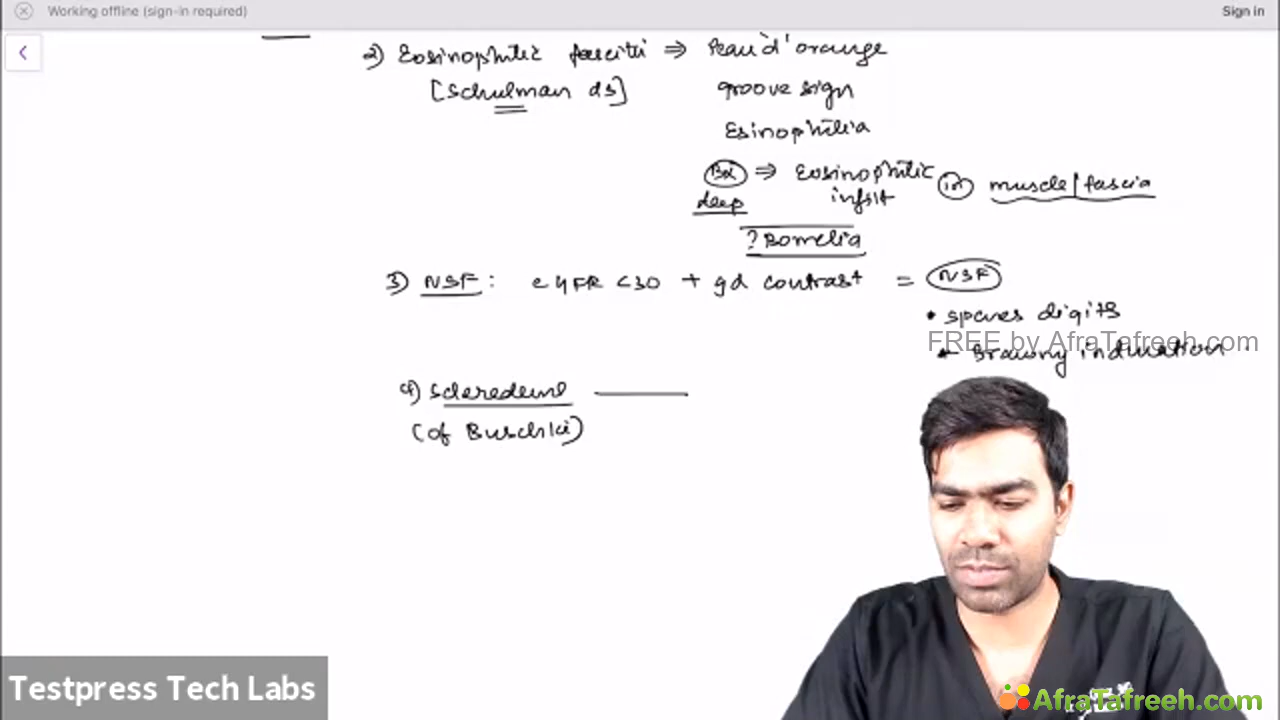 Working offline (sign-in required)
Sign in
2) Eosinophilic fasciitis ⇒ Peau d'orange
[Schulman ds]
groove sign
Esinophilia
Bx ⇒ Eosinophilic infilt in muscle/fascia
deep
? Borrelia
3) NSF : eGFR <30 + gd contrast = NSF
• spares digits
FREE by AfraTafreeh.com
Brawny induration
4) Scleredema
(of Buschke)
Testpress Tech Labs
AfraTafreeh.com